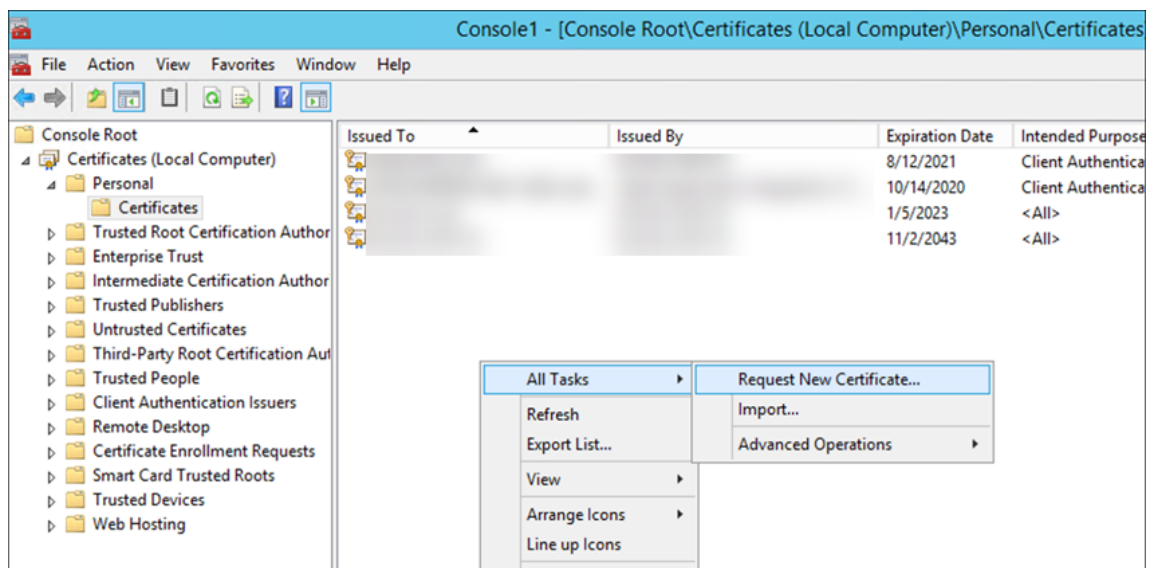 Console1 - [Console Root\Certificates (Local Computer)\Personal\Certificates
File Action View Favorites Window Help
Console Root
Certificates (Local Computer)
Personal
Certificates
Trusted Root Certification Author
Enterprise Trust
Intermediate Certification Author
Trusted Publishers
Untrusted Certificates
Third-Party Root Certification Aut
Trusted People
Client Authentication Issuers
Remote Desktop
Certificate Enrollment Requests
Smart Card Trusted Roots
Trusted Devices
Web Hosting
Issued To Issued By Expiration Date Intended Purpose
8/12/2021 Client Authentica
10/14/2020 Client Authentica
1/5/2023 <All>
11/2/2043 <All>
All Tasks
Refresh
Export List...
View
Arrange Icons
Line up Icons
Request New Certificate...
Import...
Advanced Operations